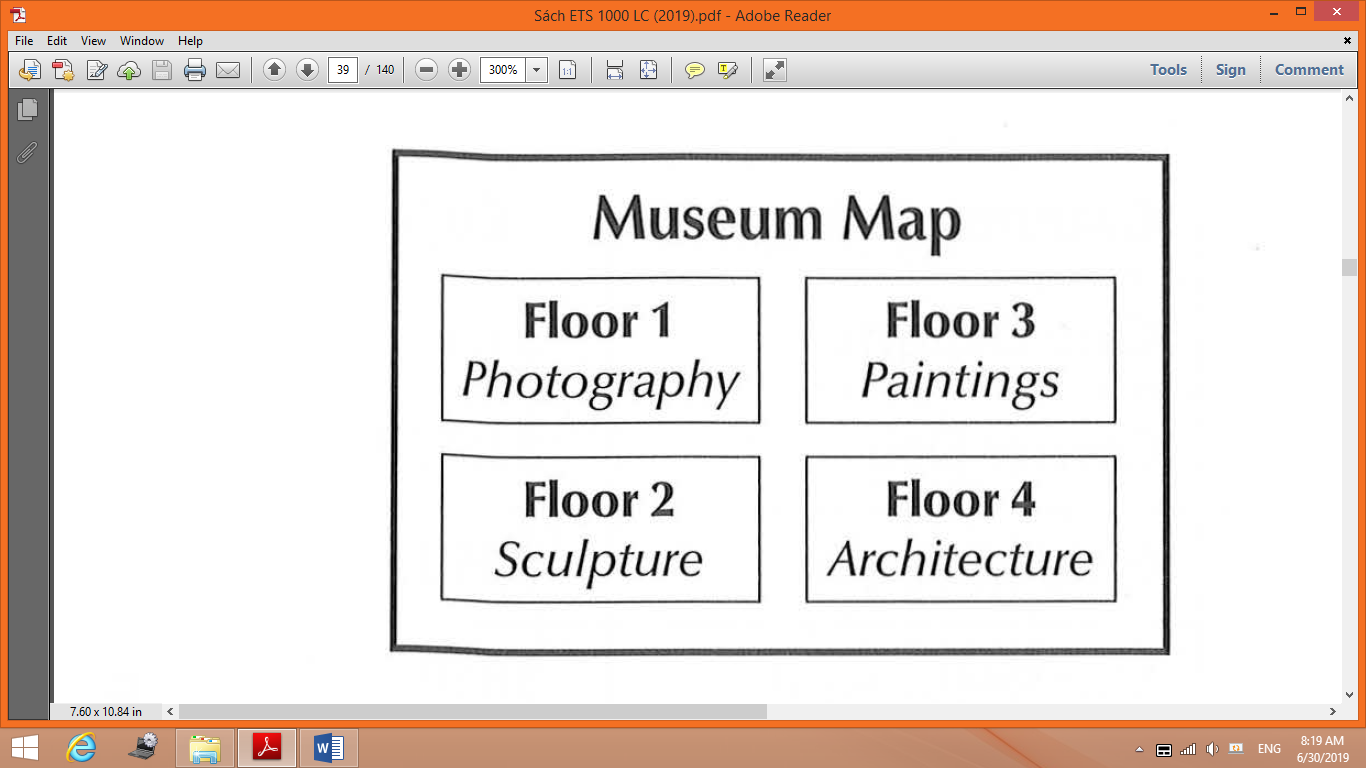 Sách ETS 1000 LC (2019).pdf - Adobe Reader
File Edit View Window Help
39 / 140 300% Tools Sign Comment
Museum Map
Floor 1
Photography
Floor 3
Paintings
Floor 2
Sculpture
Floor 4
Architecture
7.60 x 10.84 in
ENG 8:19 AM
6/30/2019